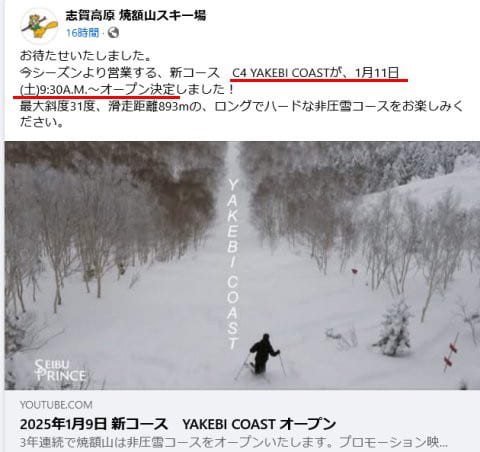 志賀高原 焼額山スキー場
16時間
お待たせいたしました。
今シーズンより営業する、新コース　C4 YAKEBI COASTが、1月11日
(土)9:30A.M.～オープン決定しました！
最大斜度31度、滑走距離893mの、ロングでハードな非圧雪コースをお楽しみく
ださい。
YAKEBI COAST
SEIBU
PRINCE
YOUTUBE.COM
2025年1月9日 新コース　YAKEBI COAST オープン
3年連続で焼額山は非圧雪コースをオープンいたします。プロモーション映...